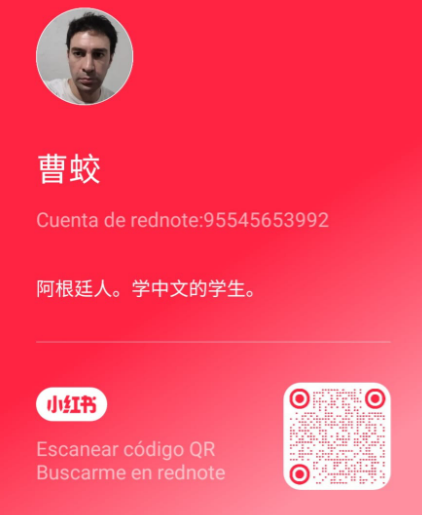 曹蛟
Cuenta de rednote:95545653992
阿根廷人。学中文的学生。
小红书
Escanear código QR
Buscarme en rednote